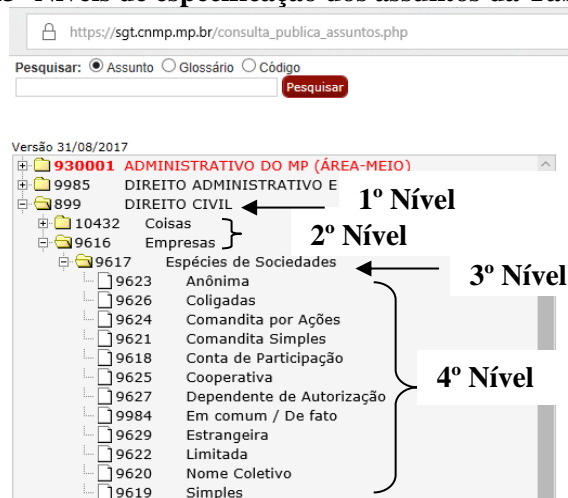 Níveis de especificação dos assuntos da
https://sgt.cnmp.mp.br/consulta_publica_assuntos.php
Pesquisar: Assunto Glossário Código
Pesquisar
Versão 31/08/2017
930001 ADMINISTRATIVO DO MP (ÁREA-MEIO)
9985 DIREITO ADMINISTRATIVO E
899 DIREITO CIVIL 1º Nível
10432 Coisas
9616 Empresas 2º Nível
9617 Espécies de Sociedades 3º Nível
9623 Anônima
9626 Coligadas
9624 Comandita por Ações
9621 Comandita Simples
9618 Conta de Participação
9625 Cooperativa 4º Nível
9627 Dependente de Autorização
9984 Em comum / De fato
9629 Estrangeira
9622 Limitada
9620 Nome Coletivo
9619 Simples